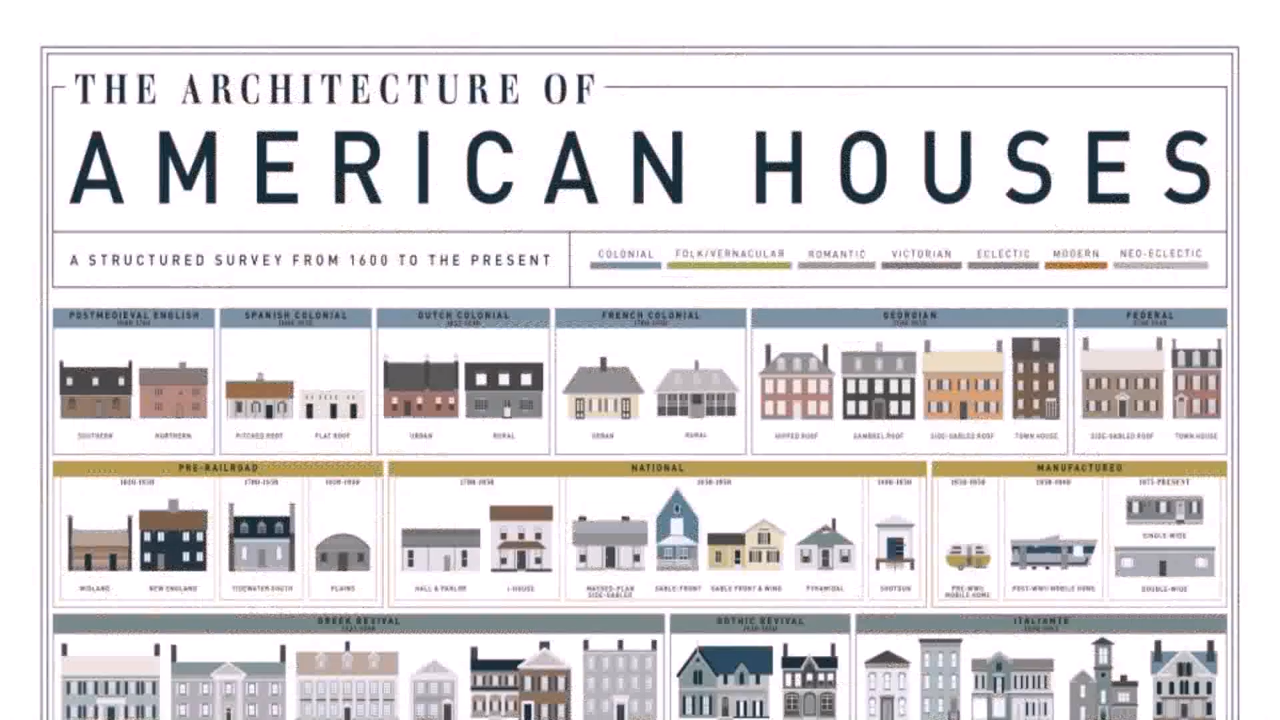 THE ARCHITECTURE OF
AMERICAN HOUSES
A STRUCTURED SURVEY FROM 1600 TO THE PRESENT
COLONIAL FOLK/VERNACULAR ROMANTIC VICTORIAN ECLECTIC MODERN NEO-ECLECTIC
POSTMEDIEVAL ENGLISH SPANISH COLONIAL DUTCH COLONIAL FRENCH COLONIAL GEORGIAN FEDERAL
SOUTHERN NORTHERN PITCHED ROOF FLAT ROOF URBAN RURAL URBAN RURAL HIPPED ROOF GAMBREL ROOF SIDE-GABLED ROOF TOWN HOUSE SIDE-GABLED ROOF TOWN HOUSE
PRE-RAILROAD NATIONAL MANUFACTURED
1875-PRESENT
SINGLE-WIDE
MIDLAND NEW ENGLAND TIDEWATER SOUTH PLAINS HALL & PARLOR I-HOUSE MASSED-PLAN SIDE-GABLED GABLE-FRONT GABLE FRONT & WING PYRAMIDAL SHOTGUN PRE-WWII MOBILE HOME POST-WWII MOBILE HOME DOUBLE-WIDE
GREEK REVIVAL GOTHIC REVIVAL ITALIANTE